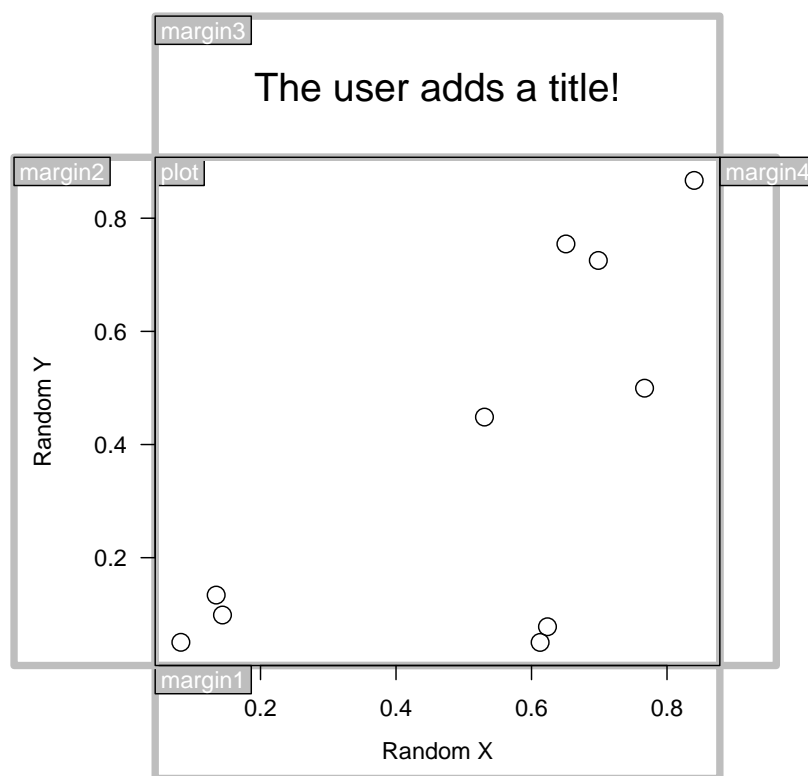 margin3
The user adds a title!
margin2
plot
margin4
0.8
0.6
0.4
0.2
Random Y
margin1
0.2 0.4 0.6 0.8
Random X